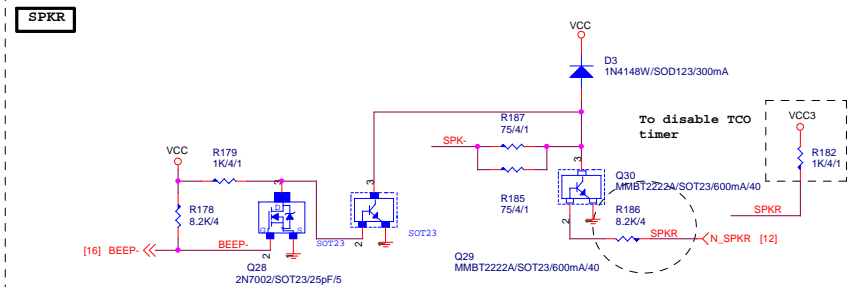 SPKR
VCC
D3
1N4148W/SOD123/300mA
R187
75/4/1
SPK-
R185
75/4/1
To disable TCO
timer
VCC3
R182
1K/4/1
SPKR
VCC
R179
1K/4/1
R178
8.2K/4
[16] BEEP-
BEEP-
3
D
G
S
2
SOT23
Q28
2N7002/SOT23/25pF/5
3
2
SOT23
Q29
MMBT2222A/SOT23/600mA/40
3
Q30
MMBT2222A/SOT23/600mA/40
2
R186
8.2K/4
SPKR
N_SPKR [12]